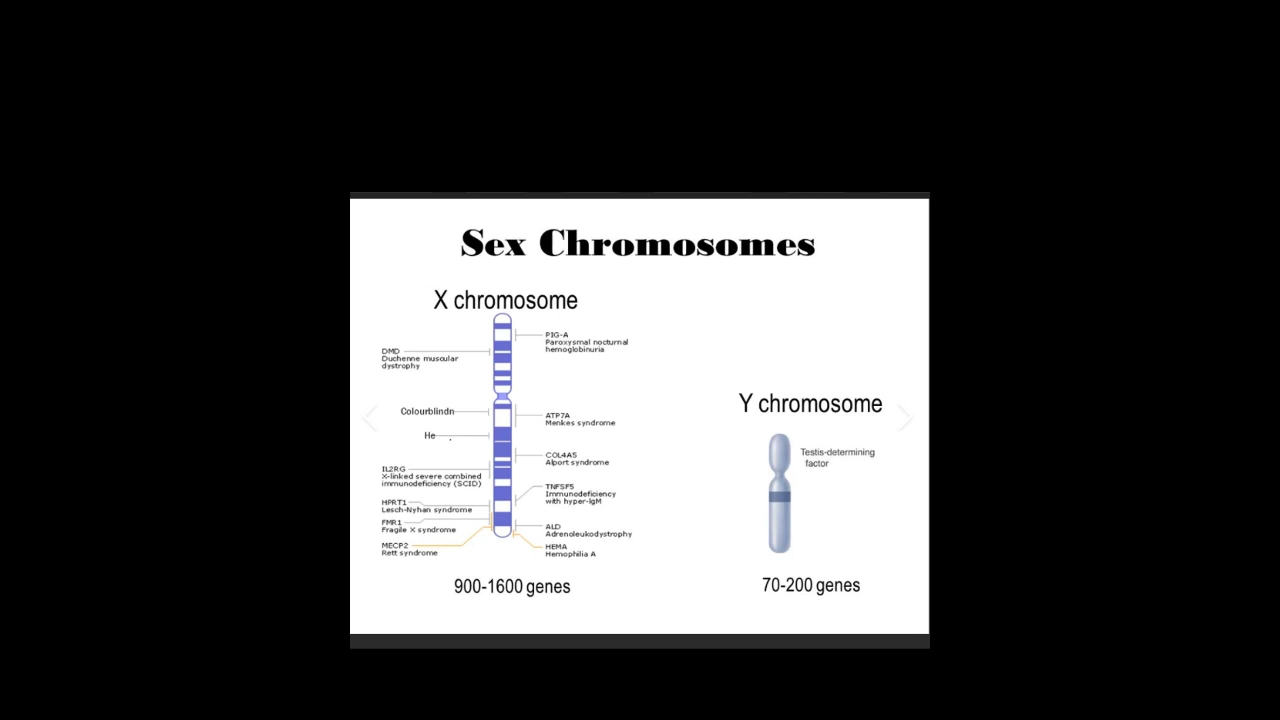 Sex Chromosomes
X chromosome
PIG-A
Paroxysmal nocturnal
hemoglobinuria
DMD
Duchenne muscular
dystrophy
Colourblindn
ATP7A
Menkes syndrome
He
COL4A5
Alport syndrome
IL2RG
X-linked severe combined
immunodeficiency (SCID)
TNFSF5
Immunodeficiency
with hyper-IgM
HPRT1
Lesch-Nyhan syndrome
FMR1
Fragile X syndrome
ALD
Adrenoleukodystrophy
MECP2
Rett syndrome
HEMA
Hemophilia A
900-1600 genes
Y chromosome
Testis-determining
factor
70-200 genes